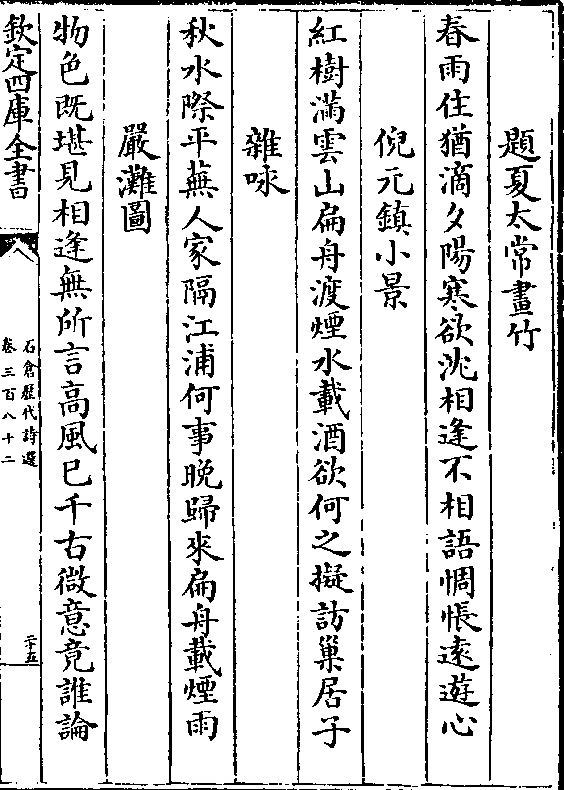 題夏太常畫竹
春雨住猶滴夕陽寒欲沈相逢不相語惆悵逺遊心
倪元鎮小景
紅樹滿雲山扁舟渡煙水載酒欲何之擬訪巢居子
雜咏
秋水際平蕪人家隔江浦何事晚歸來扁舟載煙雨
嚴灘圖
物色既堪見相逢無所言髙風已千古微意竟誰論
欽定四庫全書
石倉歷代詩選
卷三百八十二
二十五